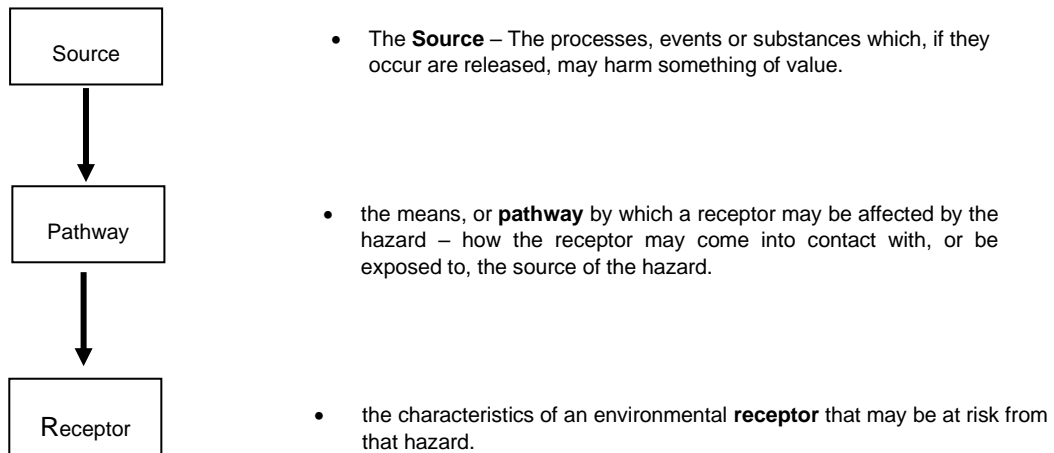 Source
• The Source – The processes, events or substances which, if they
occur are released, may harm something of value.
Pathway
• the means, or pathway by which a receptor may be affected by the
hazard – how the receptor may come into contact with, or be
exposed to, the source of the hazard.
Receptor
• the characteristics of an environmental receptor that may be at risk from
that hazard.